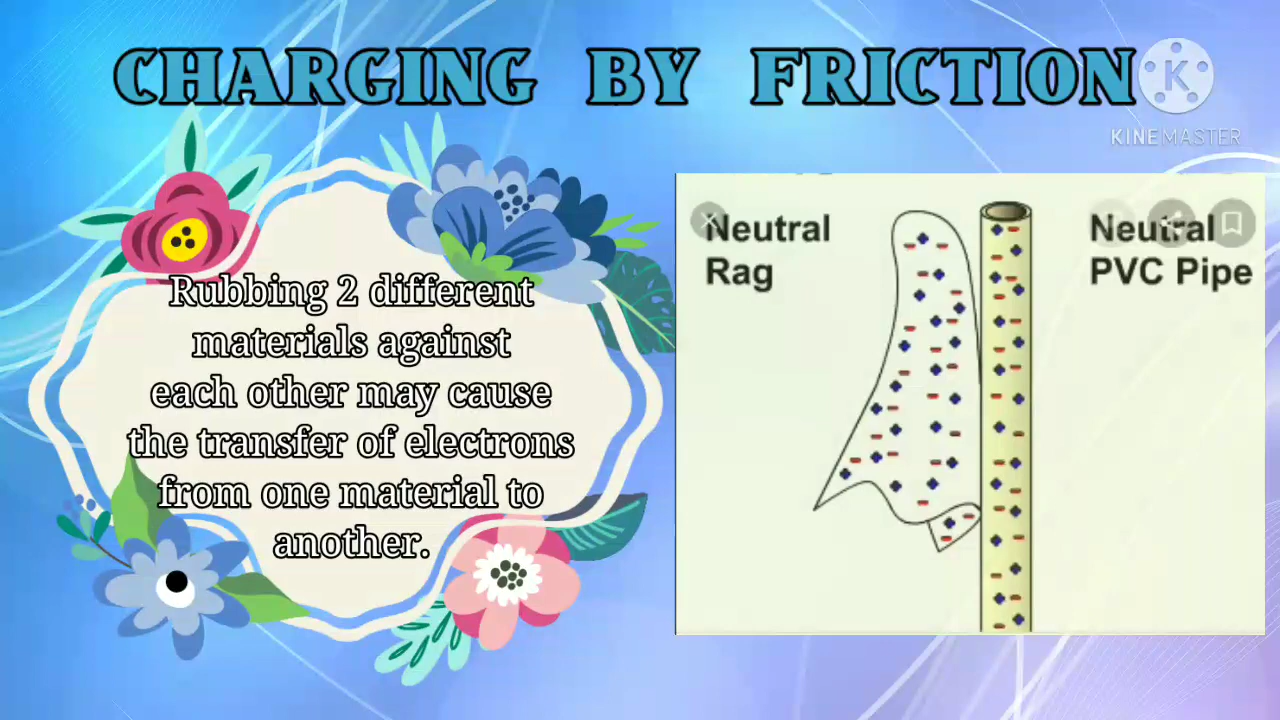 CHARGING BY FRICTION
K
KINEMASTER
Rubbing 2 different
materials against
each other may cause
the transfer of electrons
from one material to
another.
Neutral
Rag
Neutral
PVC Pipe